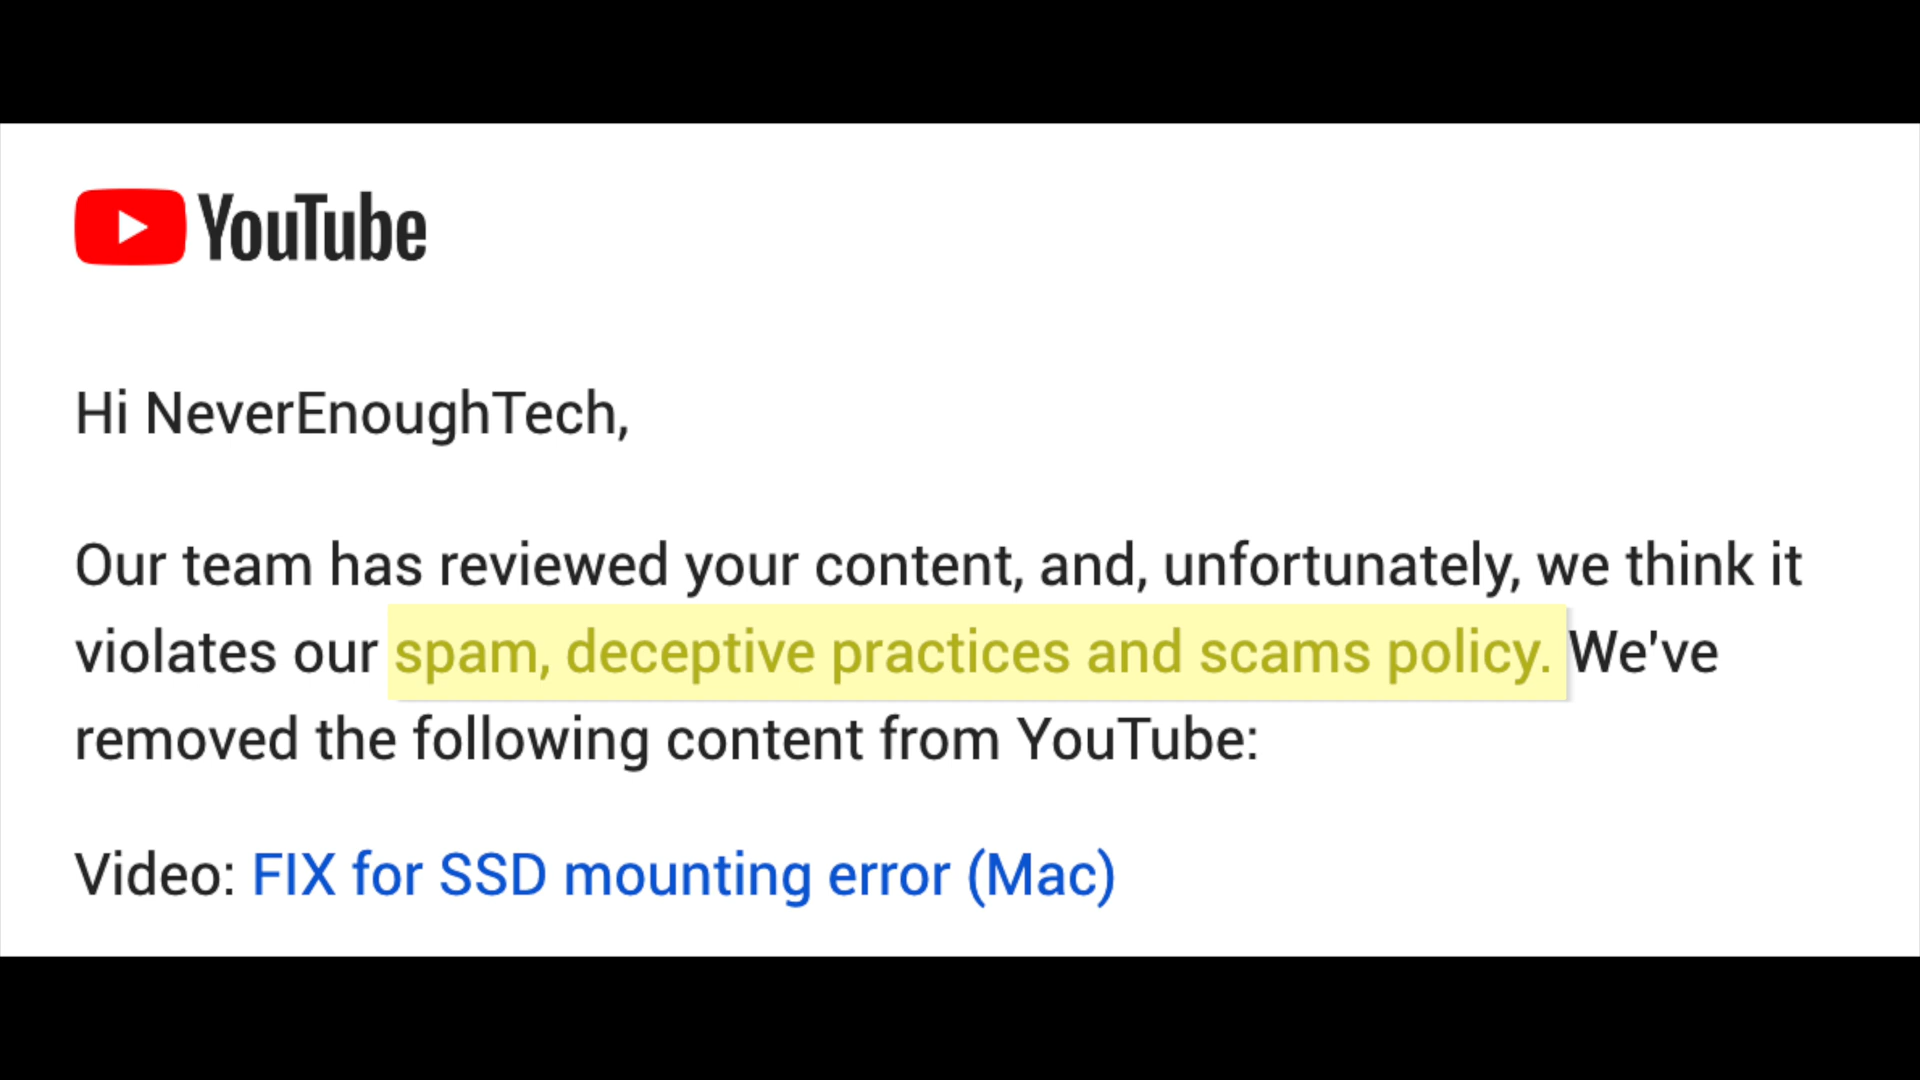 YouTube
Hi NeverEnoughTech,
Our team has reviewed your content, and, unfortunately, we think it
violates our spam, deceptive practices and scams policy. We've
removed the following content from YouTube:
Video: FIX for SSD mounting error (Mac)